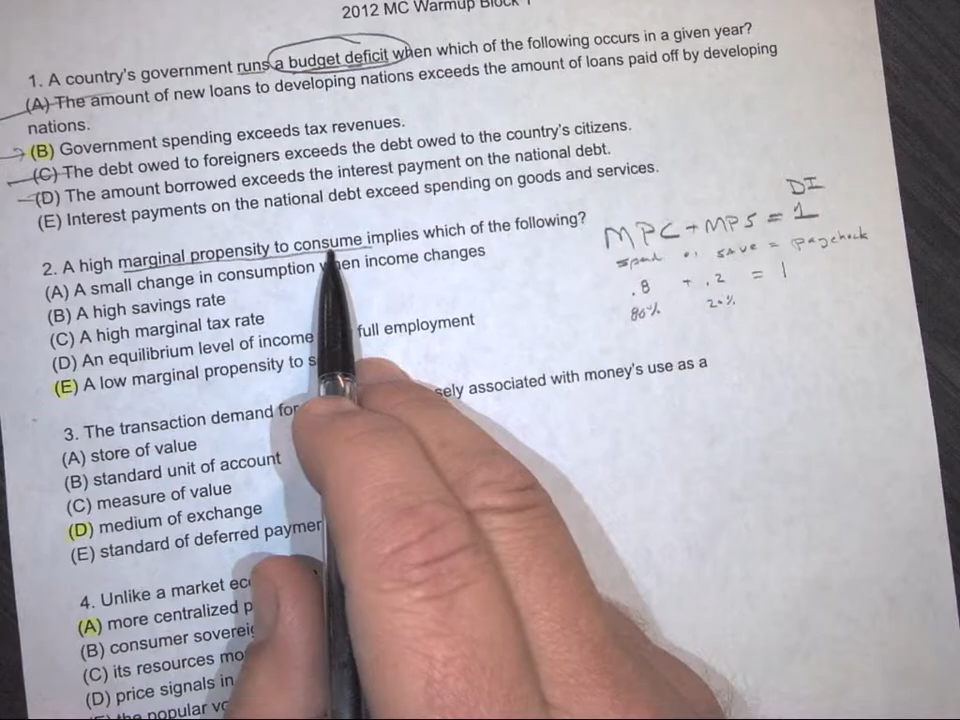 2012 MC Warmup Block 1
1. A country's government runs a budget deficit when which of the following occurs in a given year?
(A) The amount of new loans to developing nations exceeds the amount of loans paid off by developing
nations.
(B) Government spending exceeds tax revenues.
(C) The debt owed to foreigners exceeds the debt owed to the country's citizens.
(D) The amount borrowed exceeds the interest payment on the national debt.
(E) Interest payments on the national debt exceed spending on goods and services.
2. A high marginal propensity to consume implies which of the following?
(A) A small change in consumption when income changes
(B) A high savings rate
(C) A high marginal tax rate
(D) An equilibrium level of income full employment
(E) A low marginal propensity to
DI
MPC + MPS = 1
spend or save = paycheck
.8 + .2 = 1
80% 20%
3. The transaction demand for closely associated with money's use as a
(A) store of value
(B) standard unit of account
(C) measure of value
(D) medium of exchange
(E) standard of deferred
4. Unlike a market
(A) more centralized
(B) consumer
(C) its resources
(D) price signals in
the popular